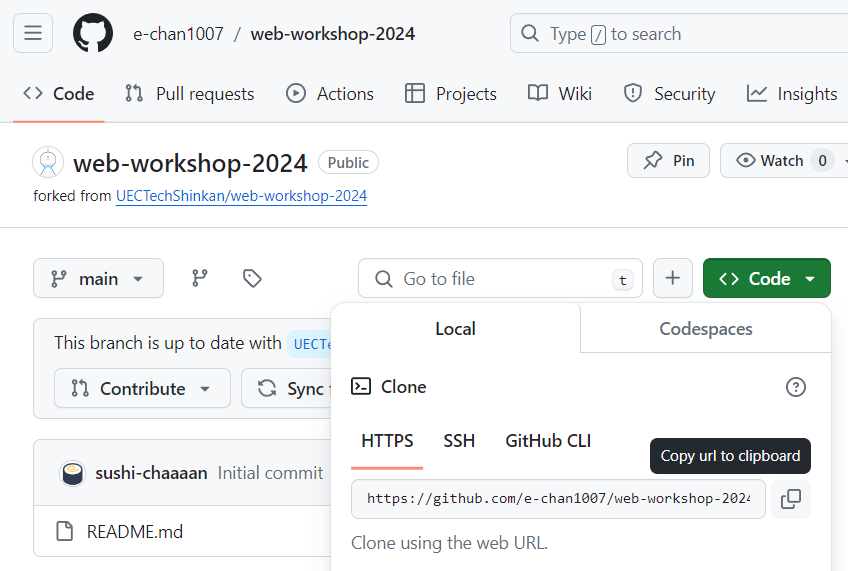 e-chan1007 / web-workshop-2024
Type / to search
Code Pull requests Actions Projects Wiki Security Insights
web-workshop-2024 Public
Pin Watch 0
forked from UECTechShinkan/web-workshop-2024
main
Go to file t
Code
Local Codespaces
This branch is up to date with
Contribute Sync
Clone
HTTPS SSH GitHub CLI
Copy url to clipboard
sushi-chaaaan Initial commit
https://github.com/e-chan1007/web-workshop-2024
README.md
Clone using the web URL.